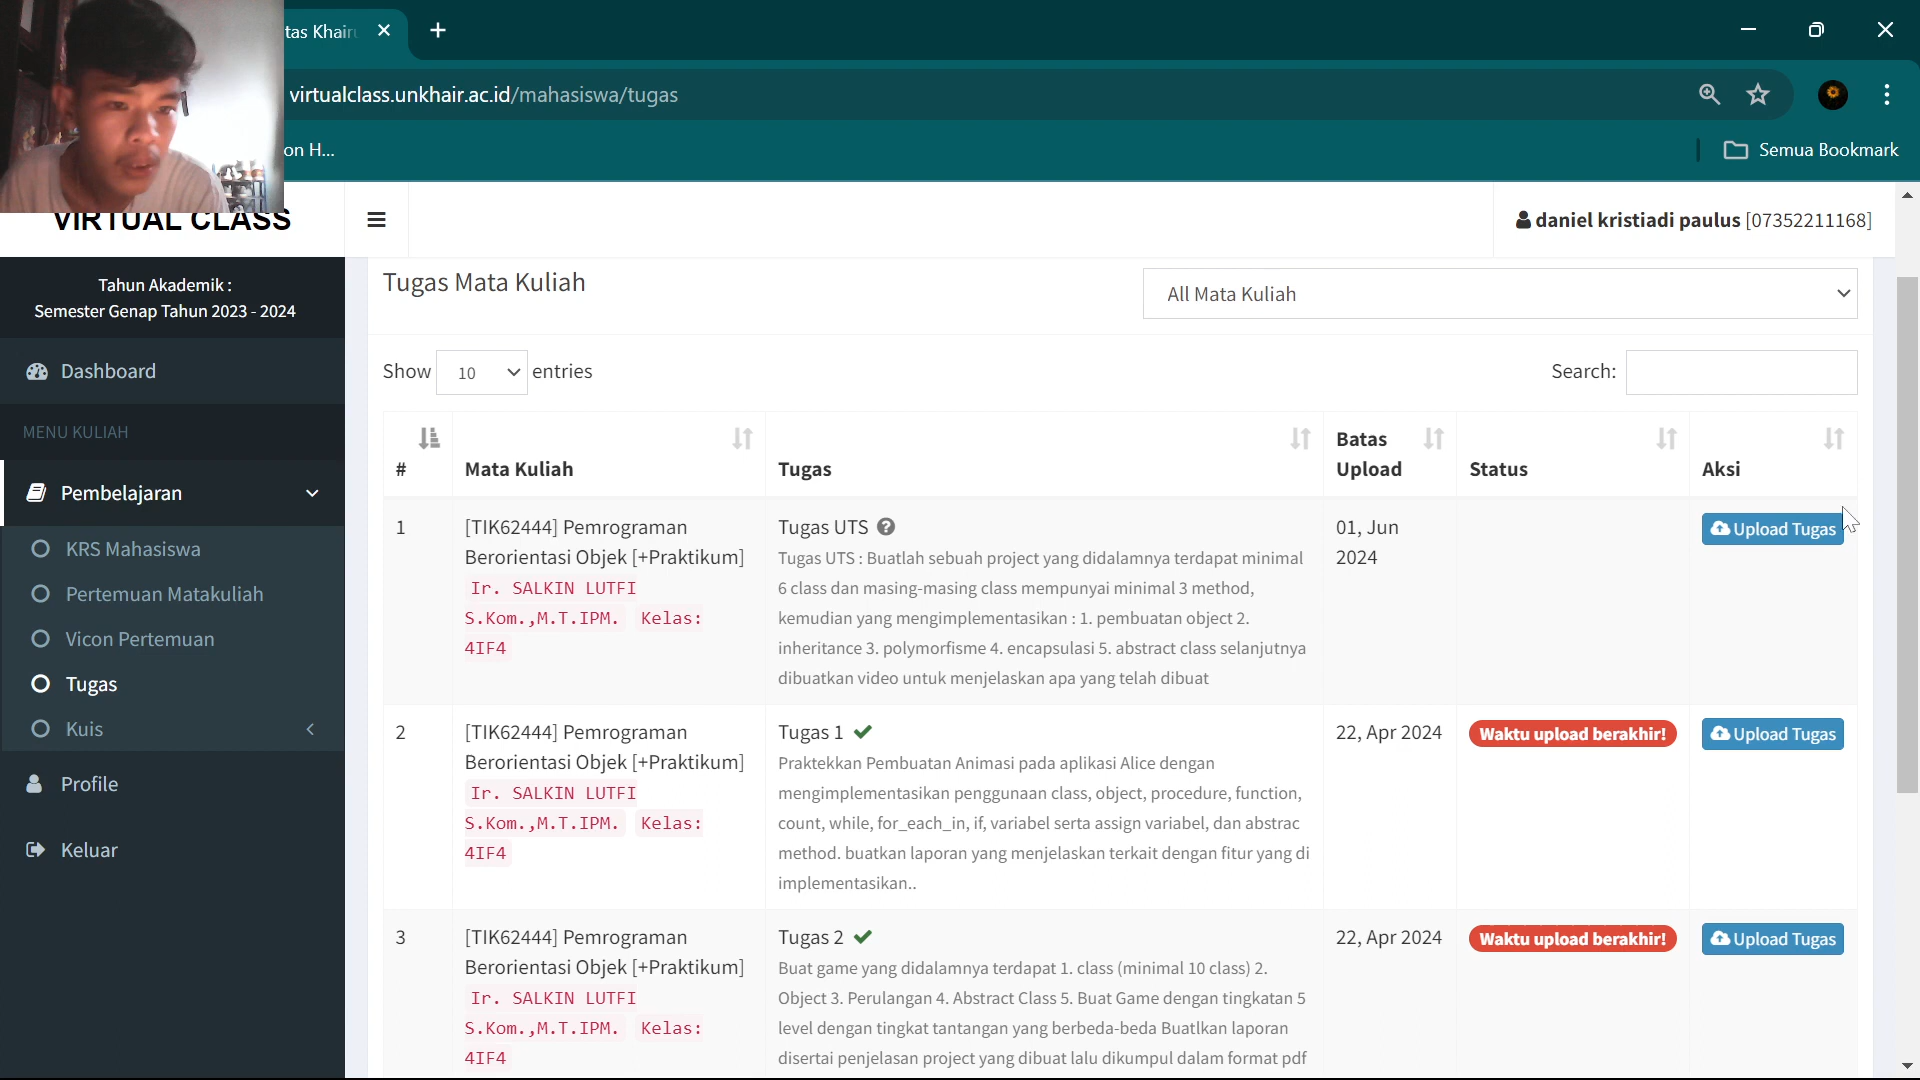 tas Khair
virtualclass.unkhair.ac.id/mahasiswa/tugas
on H...
Semua Bookmark
VIRTUAL CLASS
daniel kristiadi paulus [07352211168]
Tahun Akademik :
Semester Genap Tahun 2023 - 2024
Dashboard
MENU KULIAH
Pembelajaran
KRS Mahasiswa
Pertemuan Matakuliah
Vicon Pertemuan
Tugas
Kuis
Profile
Keluar
Tugas Mata Kuliah
All Mata Kuliah
Show 10 entries
Search:
#
Mata Kuliah
Tugas
Batas
Upload
Status
Aksi
1
[TIK62444] Pemrograman
Berorientasi Objek [+Praktikum]
Ir. SALKIN LUTFI
S.Kom.,M.T.IPM. Kelas:
4IF4
Tugas UTS
Tugas UTS : Buatlah sebuah project yang didalamnya terdapat minimal
6 class dan masing-masing class mempunyai minimal 3 method,
kemudian yang mengimplementasikan : 1. pembuatan object 2.
inheritance 3. polymorfisme 4. encapsulasi 5. abstract class selanjutnya
dibuatkan video untuk menjelaskan apa yang telah dibuat
01, Jun
2024
Upload Tugas
2
[TIK62444] Pemrograman
Berorientasi Objek [+Praktikum]
Ir. SALKIN LUTFI
S.Kom.,M.T.IPM. Kelas:
4IF4
Tugas 1
Praktekkan Pembuatan Animasi pada aplikasi Alice dengan
mengimplementasikan penggunaan class, object, procedure, function,
count, while, for_each_in, if, variabel serta assign variabel, dan abstrac
method. buatkan laporan yang menjelaskan terkait dengan fitur yang di
implementasikan..
22, Apr 2024
Waktu upload berakhir!
Upload Tugas
3
[TIK62444] Pemrograman
Berorientasi Objek [+Praktikum]
Ir. SALKIN LUTFI
S.Kom.,M.T.IPM. Kelas:
4IF4
Tugas 2
Buat game yang didalamnya terdapat 1. class (minimal 10 class) 2.
Object 3. Perulangan 4. Abstract Class 5. Buat Game dengan tingkatan 5
level dengan tingkat tantangan yang berbeda-beda Buatlkan laporan
disertai penjelasan project yang dibuat lalu dikumpul dalam format pdf
22, Apr 2024
Waktu upload berakhir!
Upload Tugas